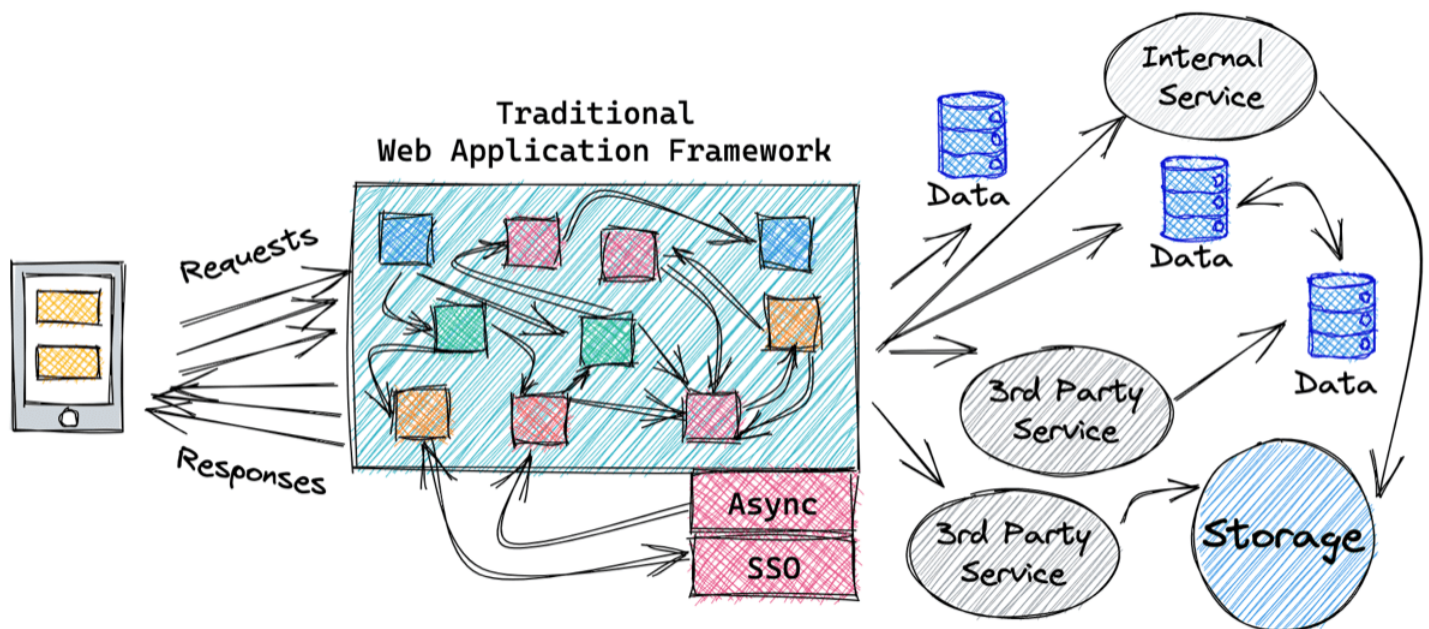 Traditional
Web Application Framework
Requests
Responses
Async
SSO
Data
Internal
Service
Data
Data
3rd Party
Service
3rd Party
Service
Storage